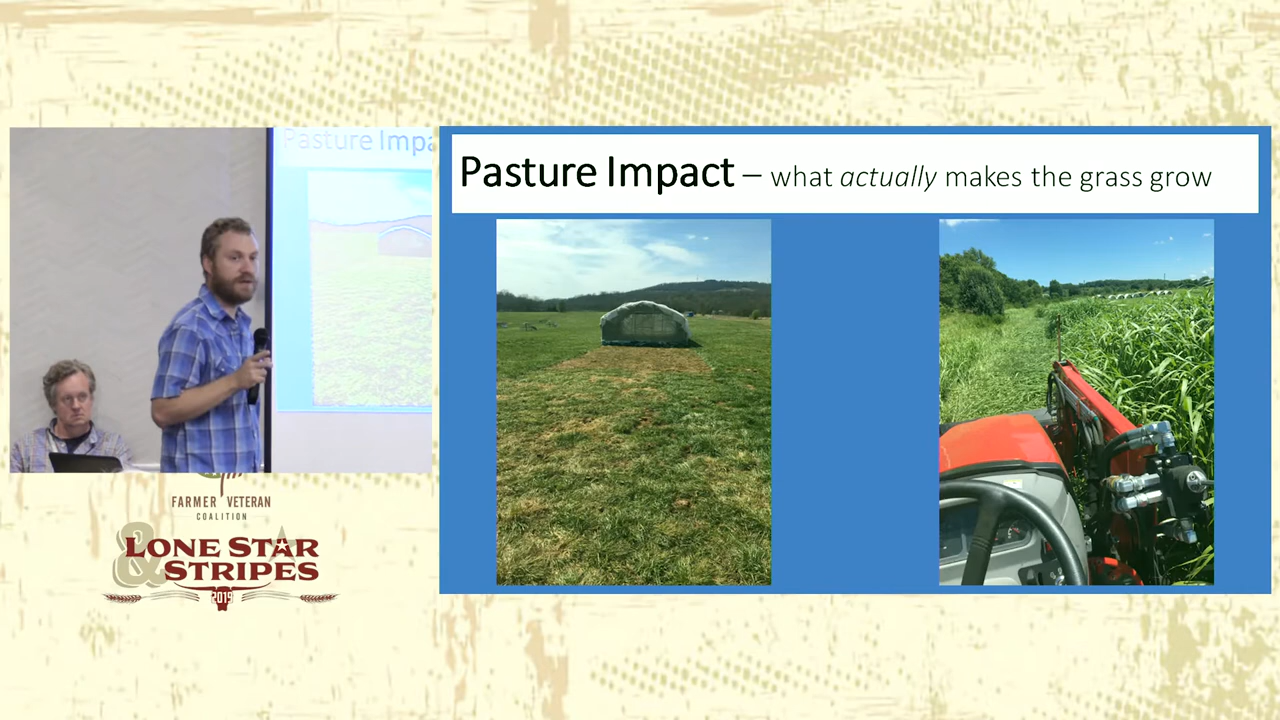 Pasture Impa
Pasture Impact – what actually makes the grass grow
FARMER VETERAN
COALITION
&
LONE STAR
STRIPES
2019